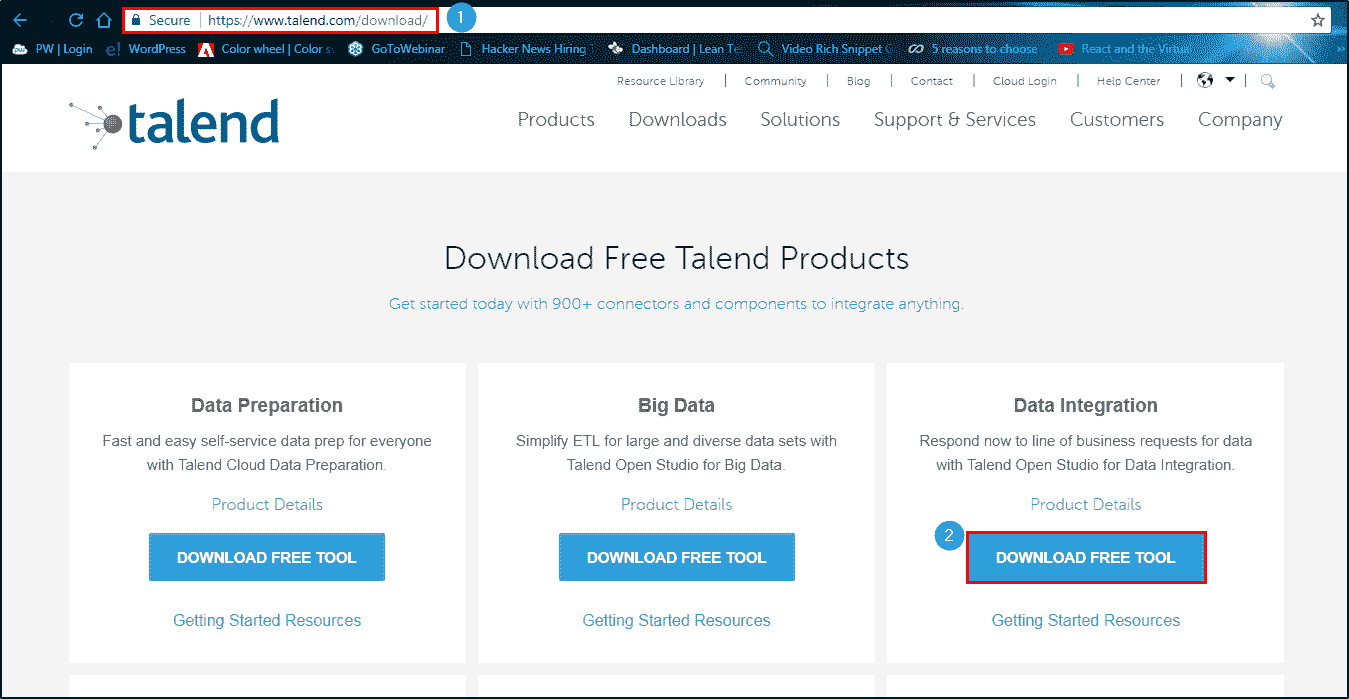 Secure https://www.talend.com/download/ 1
PW | Login e! WordPress Color wheel | Color GoToWebinar Hacker News Hiring Dashboard | Lean Te Video Rich Snippet 5 reasons to choose React and the Virtua
Resource Library | Community | Blog | Contact | Cloud Login | Help Center
talend
Products Downloads Solutions Support & Services Customers Company
Download Free Talend Products
Get started today with 900+ connectors and components to integrate anything.
Data Preparation
Fast and easy self-service data prep for everyone
with Talend Cloud Data Preparation.
Product Details
DOWNLOAD FREE TOOL
Getting Started Resources
Big Data
Simplify ETL for large and diverse data sets with
Talend Open Studio for Big Data.
Product Details
DOWNLOAD FREE TOOL
Getting Started Resources
Data Integration
Respond now to line of business requests for data
with Talend Open Studio for Data Integration.
Product Details
2
DOWNLOAD FREE TOOL
Getting Started Resources